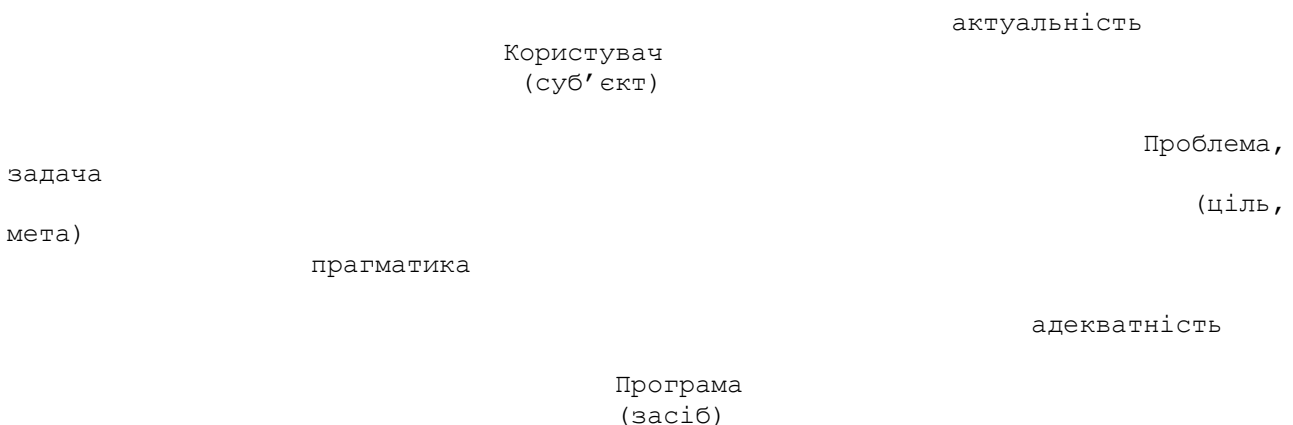 актуальність
Користувач
(суб’єкт)
Проблема,
задача
(ціль,
мета)
прагматика
адекватність
Програма
(засіб)